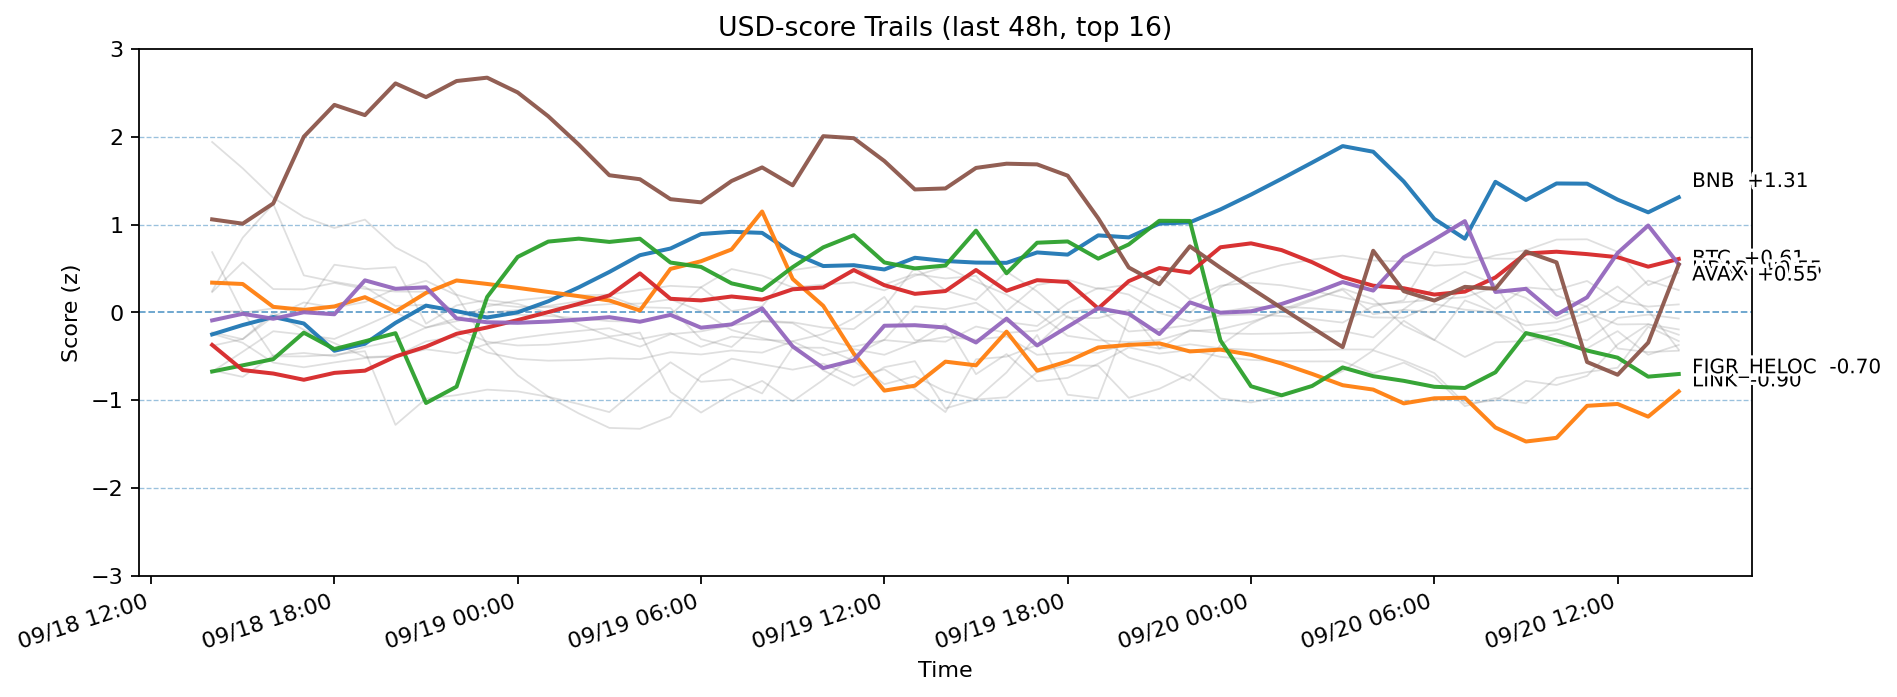 USD-score Trails (last 48h, top 16)
3
2
1
0
−1
−2
−3
Score (z)
BNB +1.31
BTC +0.61
AVAX +0.55
FIGR_HELOC -0.70
LINK -0.90
09/18 12:00
09/18 18:00
09/19 00:00
09/19 06:00
09/19 12:00
09/19 18:00
09/20 00:00
09/20 06:00
09/20 12:00
Time